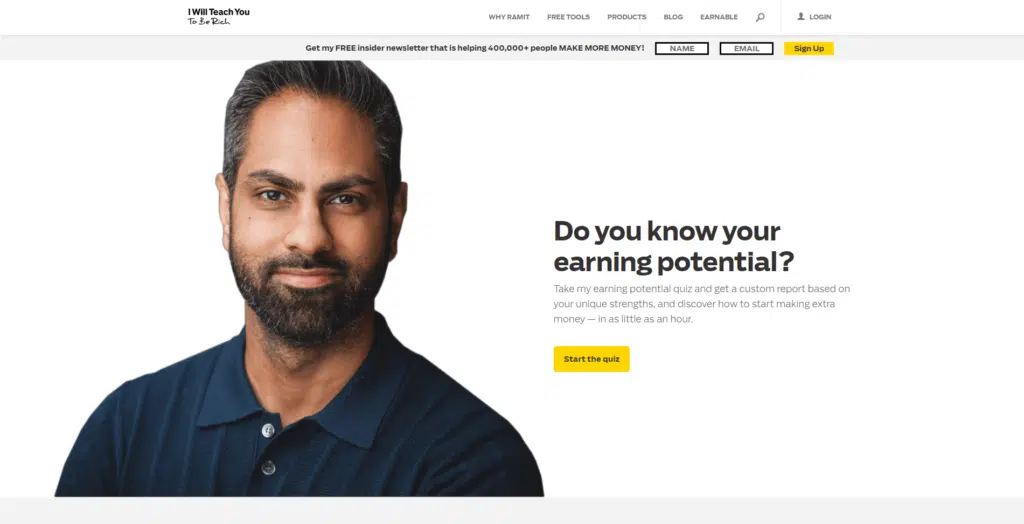 I Will Teach You
To Be Rich
WHY RAMIT
FREE TOOLS
PRODUCTS
BLOG
EARNABLE
LOGIN
Get my FREE insider newsletter that is helping 400,000+ people MAKE MORE MONEY!
NAME
EMAIL
Sign Up
Do you know your
earning potential?
Take my earning potential quiz and get a custom report based on
your unique strengths, and discover how to start making extra
money — in as little as an hour.
Start the quiz